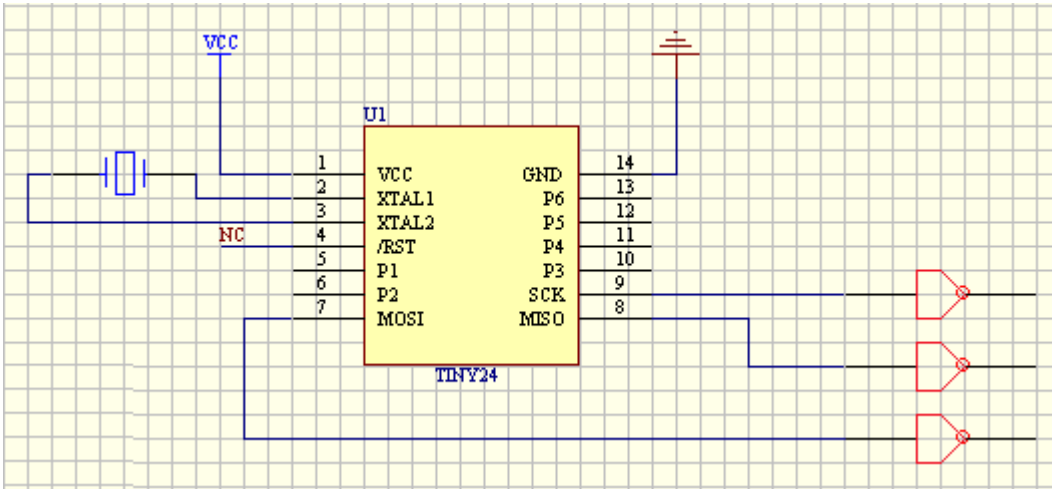 VCC
U1
1 VCC GND 14
2 XTAL1 P6 13
3 XTAL2 P5 12
NC 4 /RST P4 11
5 P1 P3 10
6 P2 SCK 9
7 MOSI MISO 8
TINY24